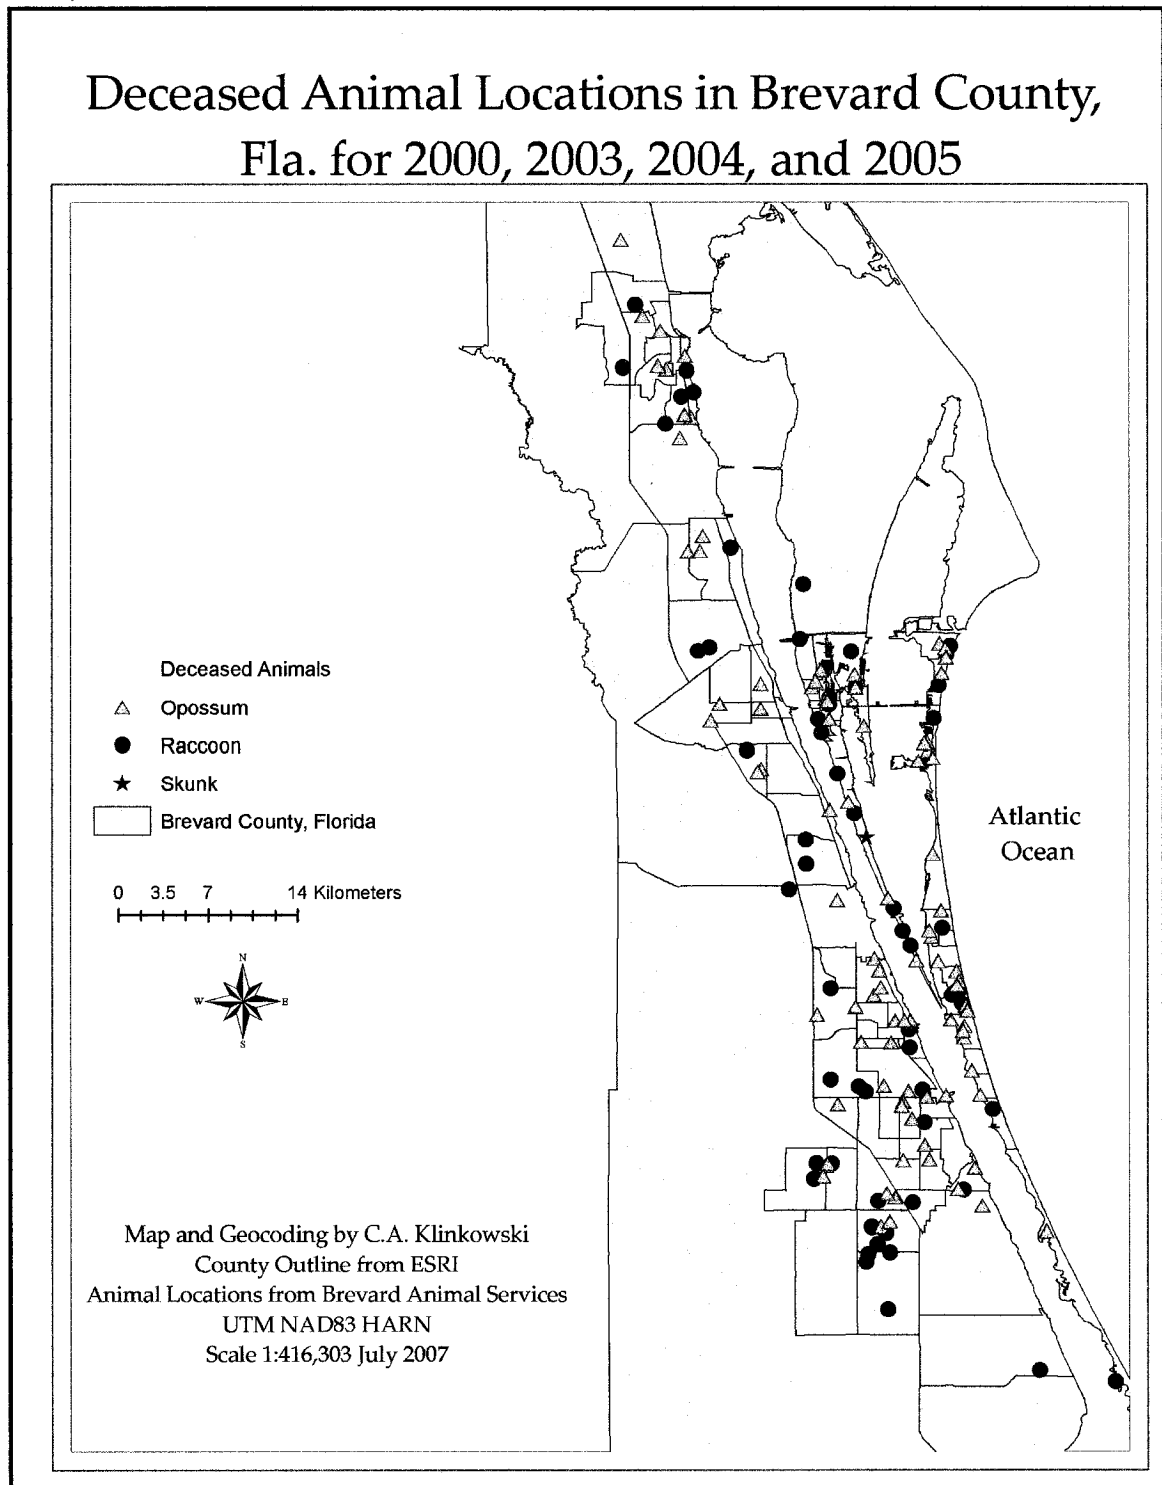 Deceased Animal Locations in Brevard County,
Fla. for 2000, 2003, 2004, and 2005
Deceased Animals
Opossum
Raccoon
Skunk
Brevard County, Florida
Atlantic
Ocean
0 3.5 7 14 Kilometers
N
W E
S
Map and Geocoding by C.A. Klinkowski
County Outline from ESRI
Animal Locations from Brevard Animal Services
UTM NAD83 HARN
Scale 1:416,303 July 2007